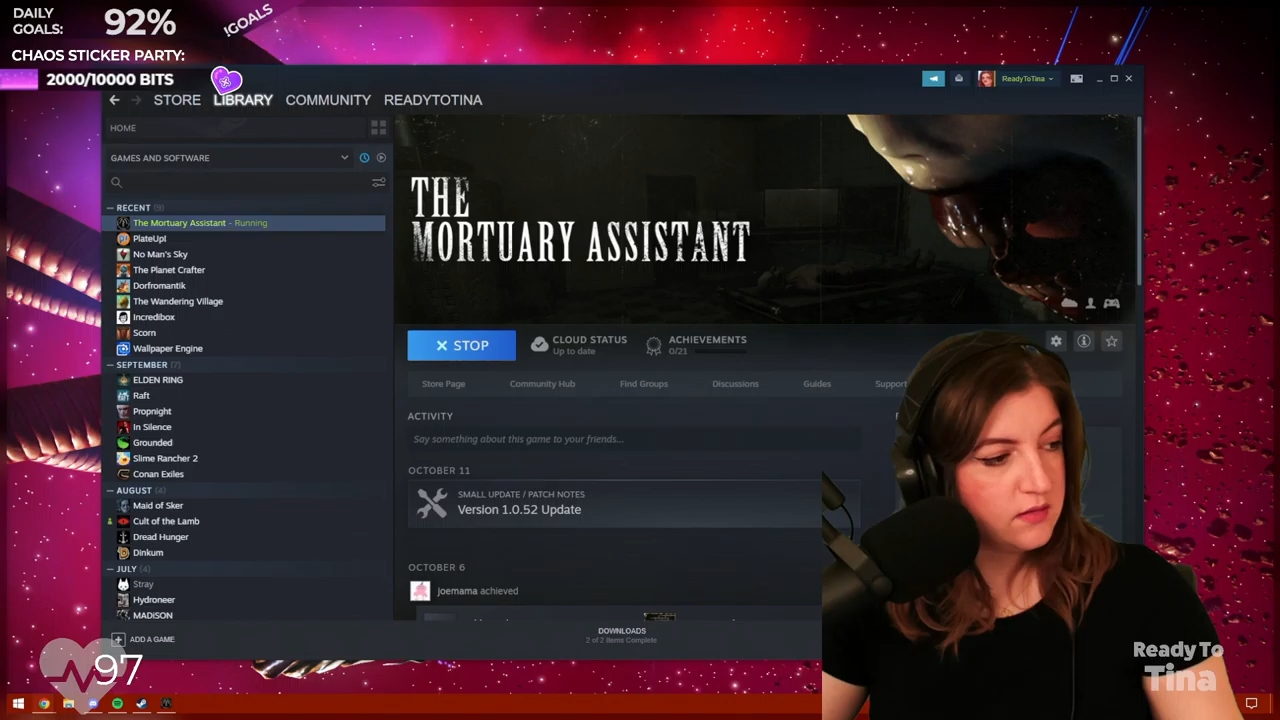 DAILY
GOALS:
92%
!GOALS
CHAOS STICKER PARTY:
2000/10000 BITS
STORE
LIBRARY
COMMUNITY
READYTOTINA
ReadyToTina
HOME
GAMES AND SOFTWARE
RECENT (9)
The Mortuary Assistant - Running
PlateUp!
No Man's Sky
The Planet Crafter
Dorfromantik
The Wandering Village
Incredibox
Scorn
Wallpaper Engine
SEPTEMBER (7)
ELDEN RING
Raft
Propnight
In Silence
Grounded
Slime Rancher 2
Conan Exiles
AUGUST (4)
Maid of Sker
Cult of the Lamb
Dread Hunger
Dinkum
JULY (4)
Stray
Hydroneer
MADiSON
ADD A GAME
THE
MORTUARY ASSISTANT
STOP
CLOUD STATUS
Up to date
ACHIEVEMENTS
0/21
Store Page
Community Hub
Find Groups
Discussions
Guides
Support
ACTIVITY
Say something about this game to your friends...
OCTOBER 11
SMALL UPDATE / PATCH NOTES
Version 1.0.52 Update
OCTOBER 6
joemama achieved
DOWNLOADS
2 of 2 Items Complete
97
Ready To
Tina